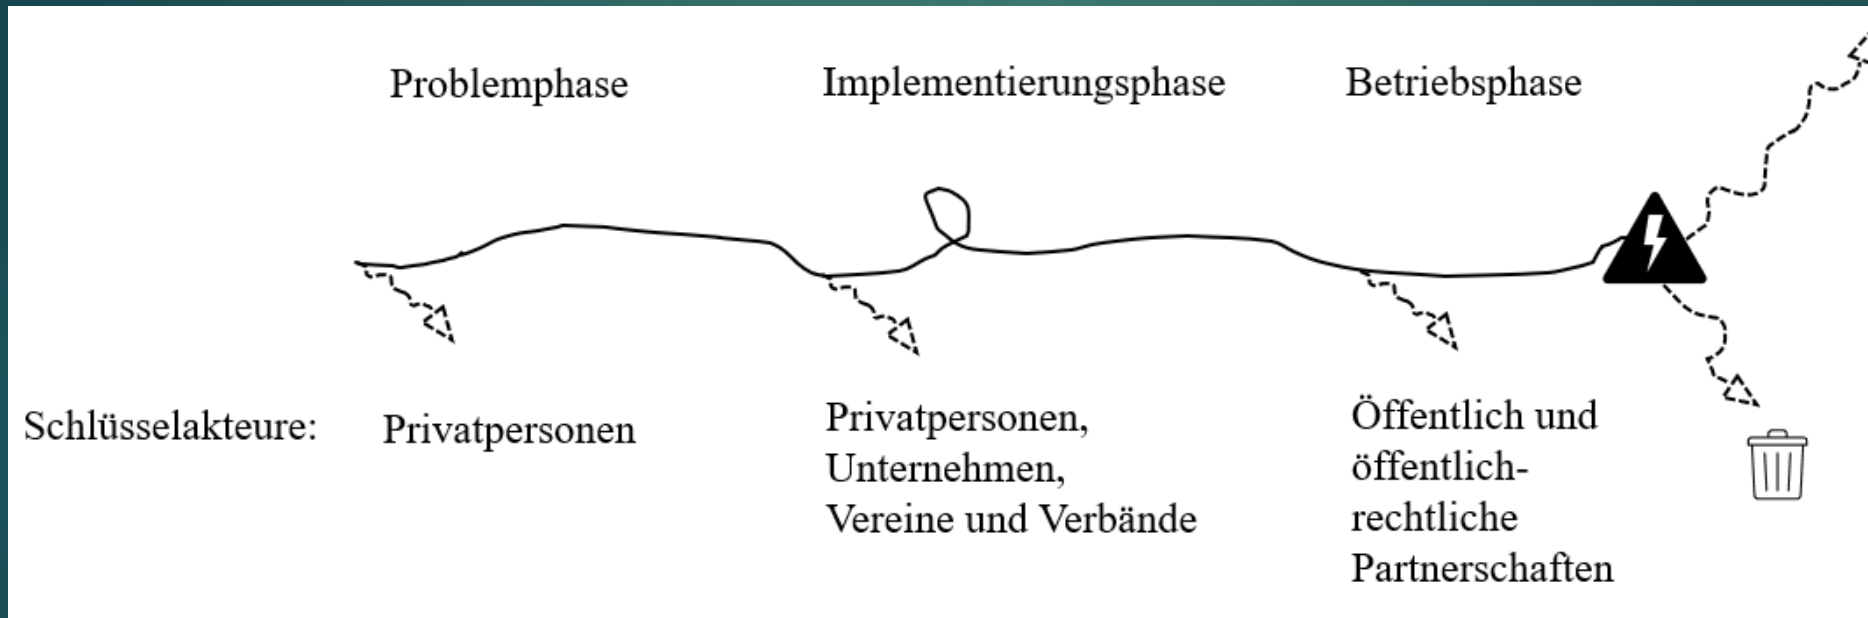 Problemphase
Implementierungsphase
Betriebsphase
Schlüsselakteure:
Privatpersonen
Privatpersonen,
Unternehmen,
Vereine und Verbände
Öffentlich und
öffentlich-
rechtliche
Partnerschaften